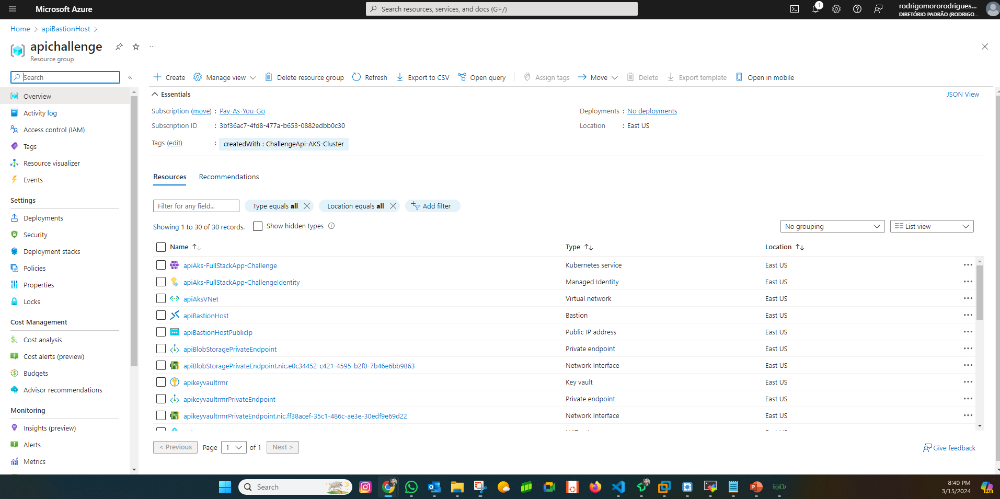 Microsoft Azure
Search resources, services, and docs (G+/)
1
rodrigomororodrigues...
DIRETÓRIO PADRÃO (RODRIGO...
Home > apiBastionHost >
apichallenge
Resource group
Search
Create
Manage view
Delete resource group
Refresh
Export to CSV
Open query
Assign tags
Move
Delete
Export template
Open in mobile
Overview
Activity log
Access control (IAM)
Tags
Resource visualizer
Events
Settings
Deployments
Security
Deployment stacks
Policies
Properties
Locks
Cost Management
Cost analysis
Cost alerts (preview)
Budgets
Advisor recommendations
Monitoring
Insights (preview)
Alerts
Metrics
Essentials
JSON View
Subscription (move) : Pay-As-You-Go
Deployments : No deployments
Subscription ID : 3bf36ac7-4fd8-477a-b653-0882edbb0c30
Location : East US
Tags (edit) : createdWith : ChallengeApi-AKS-Cluster
Resources
Recommendations
Filter for any field...
Type equals all
Location equals all
Add filter
Showing 1 to 30 of 30 records.
Show hidden types
No grouping
List view
Name Type Location
apiAks-FullStackApp-Challenge Kubernetes service East US
apiAks-FullStackApp-ChallengeIdentity Managed Identity East US
apiAksVNet Virtual network East US
apiBastionHost Bastion East US
apiBastionHostPublicIp Public IP address East US
apiBlobStoragePrivateEndpoint Private endpoint East US
apiBlobStoragePrivateEndpoint.nic.e0c34452-c421-4595-b2f0-7b46e6bb9863 Network Interface East US
apikeyvaultrmr Key vault East US
apikeyvaultrmrPrivateEndpoint Private endpoint East US
apikeyvaultrmrPrivateEndpoint.nic.ff38acef-35c1-486c-ae3e-30edf9e69d22 Network Interface East US
< Previous
Page 1 of 1
Next >
Give feedback
Search
8:40 PM
3/15/2024
PRE